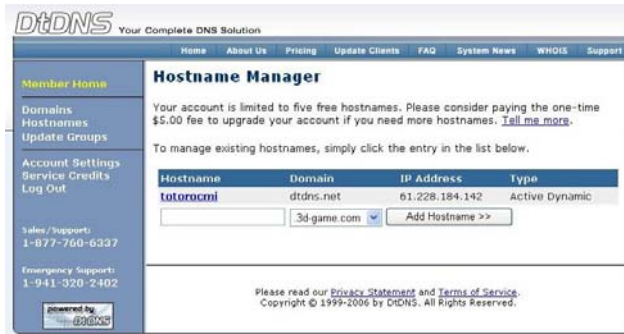 DtDNS Your Complete DNS Solution
Home About Us Pricing Update Clients FAQ System News WHOIS Support
Member Home
Domains
Hostnames
Update Groups
Account Settings
Service Credits
Log Out
Sales/Support:
1-877-760-6337
Emergency Support:
1-941-320-2402
powered by
DtDNS
Hostname Manager
Your account is limited to five free hostnames. Please consider paying the one-time
$5.00 fee to upgrade your account if you need more hostnames. Tell me more.
To manage existing hostnames, simply click the entry in the list below.
Hostname Domain IP Address Type
totorocmi dtdns.net 61.228.184.142 Active Dynamic
.3d-game.com Add Hostname >>
Please read our Privacy Statement and Terms of Service.
Copyright © 1999-2006 by DtDNS. All Rights Reserved.